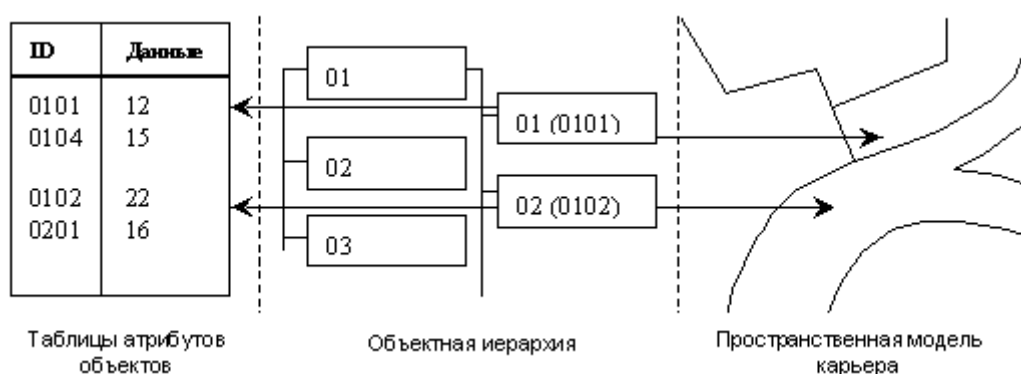 ID Данные
0101 12
0104 15
0102 22
0201 16
01
02
03
01 (0101)
02 (0102)
Таблицы атрибутов
объектов
Объектная иерархия
Пространственная модель
карьера